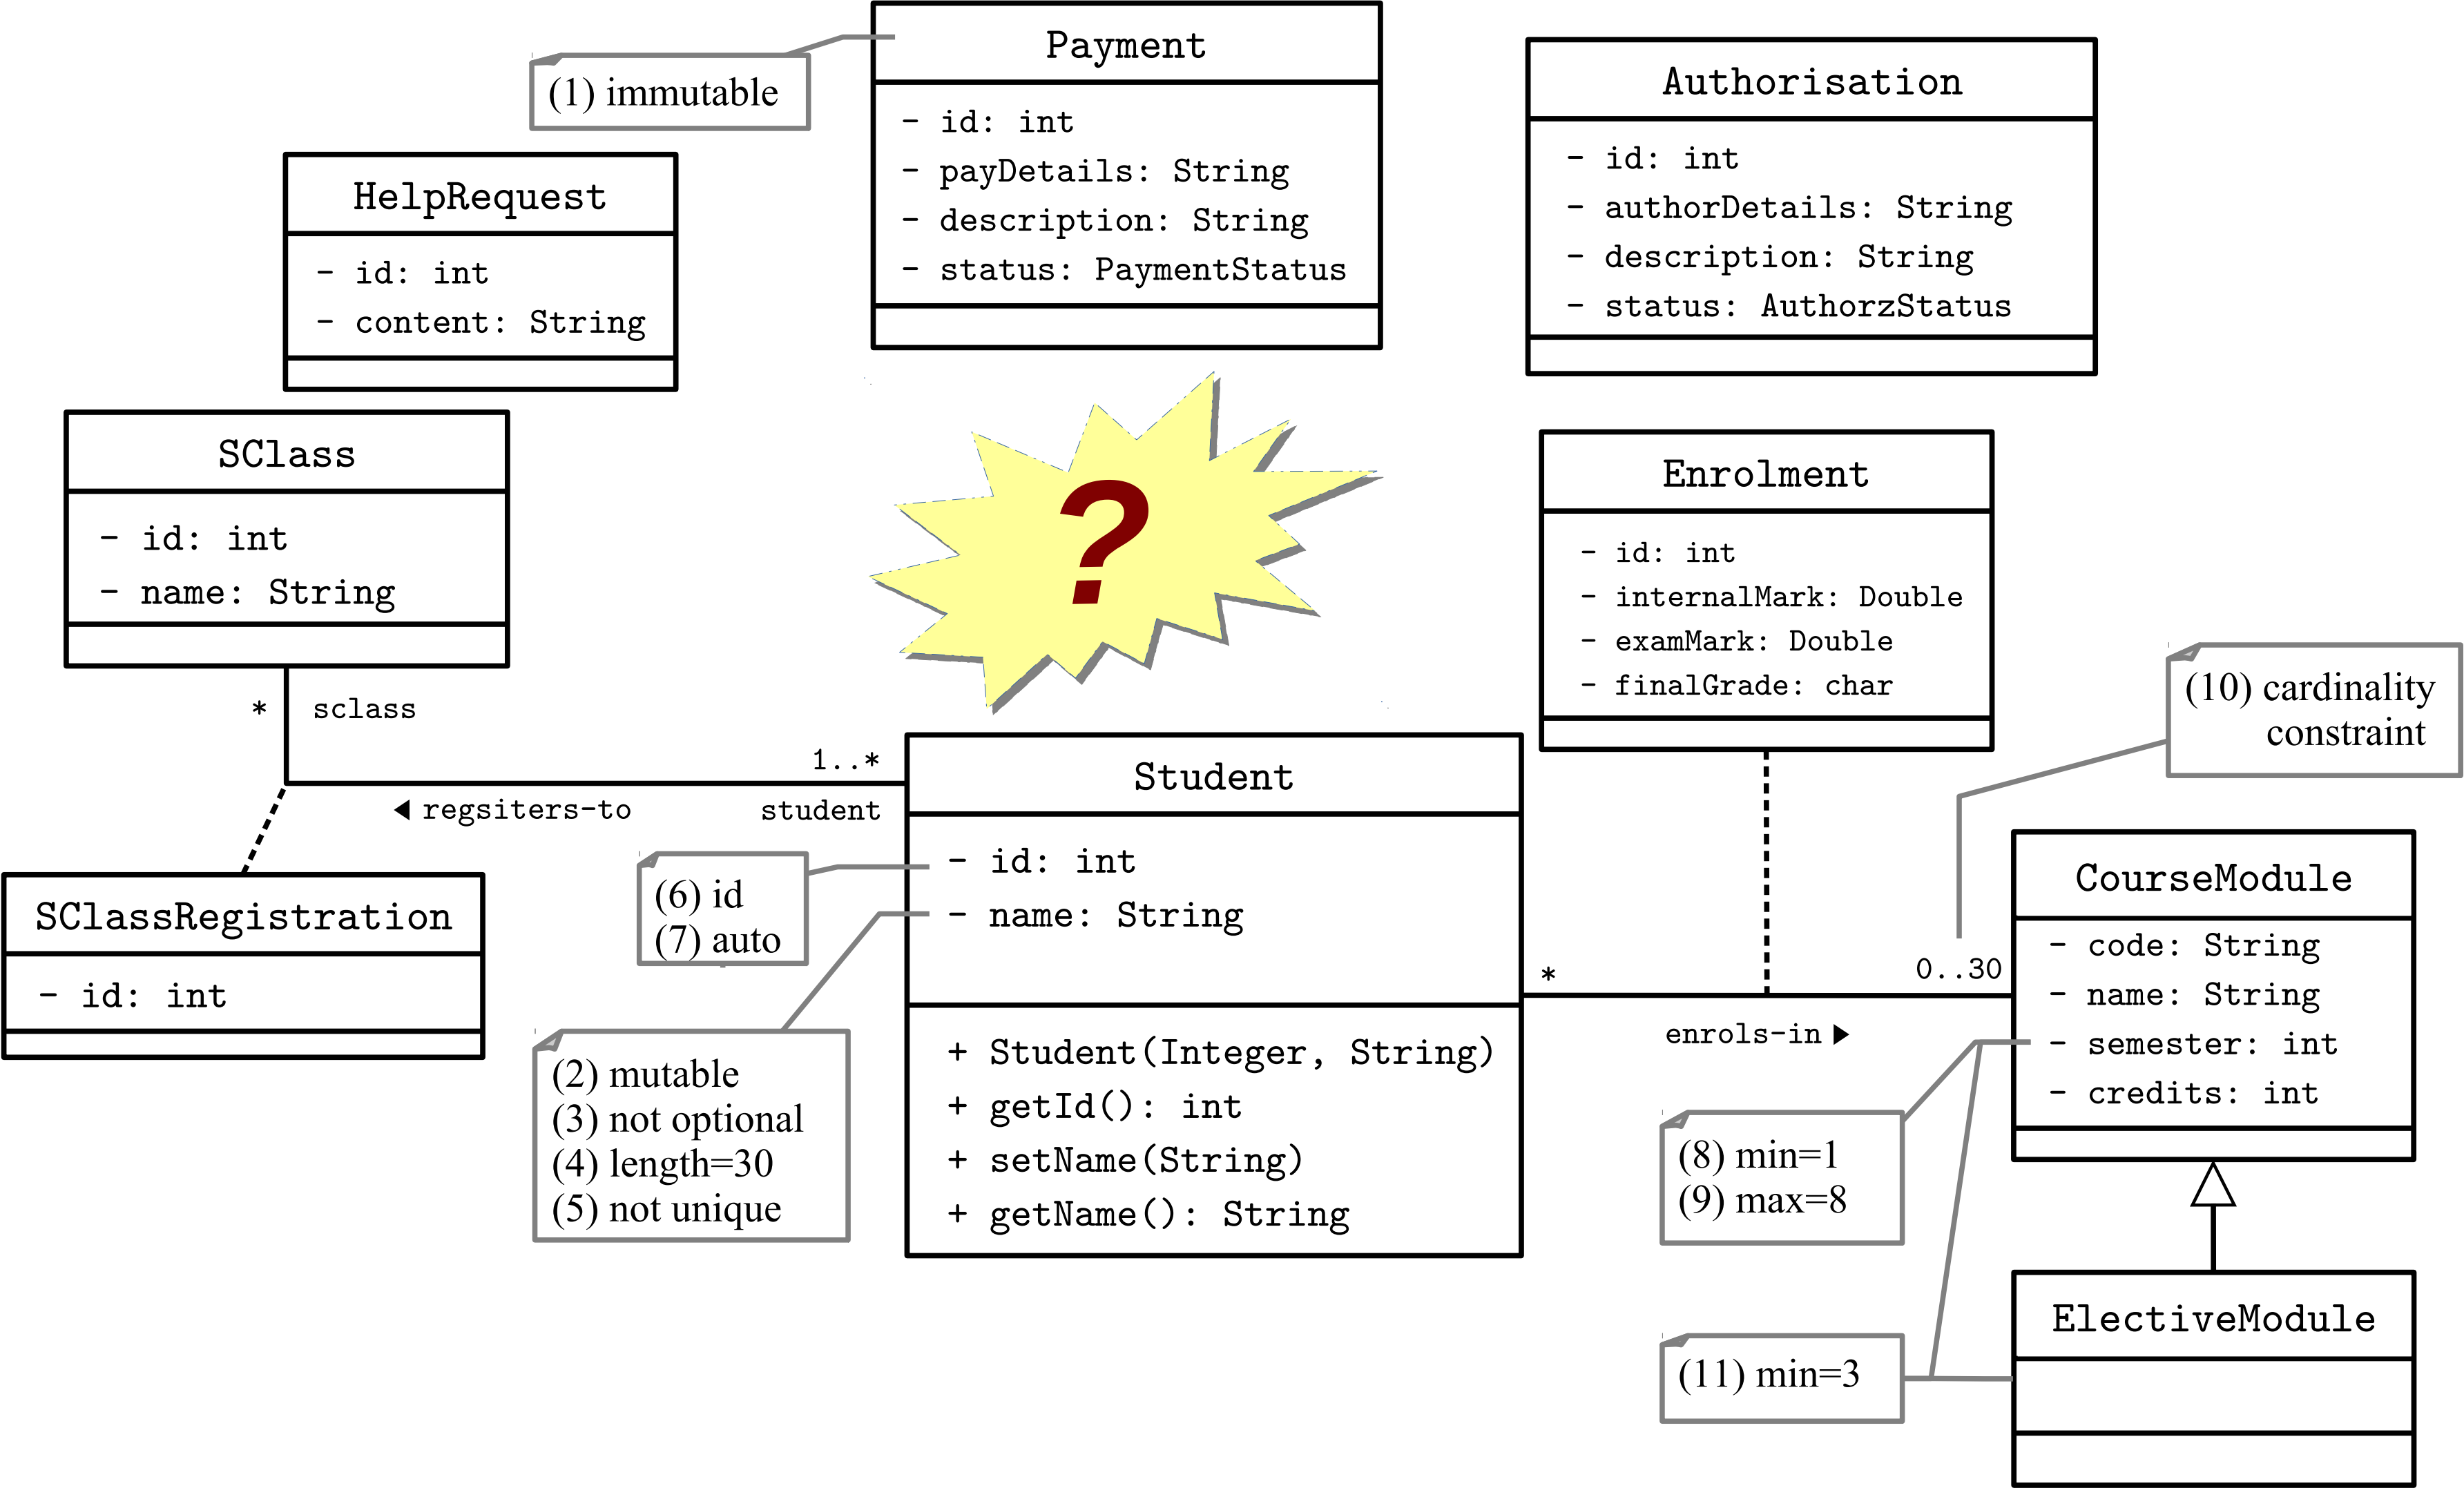 Payment
- id: int
- payDetails: String
- description: String
- status: PaymentStatus
(1) immutable
Authorisation
- id: int
- authorDetails: String
- description: String
- status: AuthorzStatus
HelpRequest
- id: int
- content: String
SClass
- id: int
- name: String
?
Enrolment
- id: int
- internalMark: Double
- examMark: Double
- finalGrade: char
(10) cardinality
constraint
* sclass
1..*
◀ regsiters-to
student
SClassRegistration
- id: int
Student
- id: int
- name: String
+ Student(Integer, String)
+ getId(): int
+ setName(String)
+ getName(): String
(6) id
(7) auto
(2) mutable
(3) not optional
(4) length=30
(5) not unique
*
0..30
enrols-in ▶
CourseModule
- code: String
- name: String
- semester: int
- credits: int
(8) min=1
(9) max=8
(11) min=3
ElectiveModule